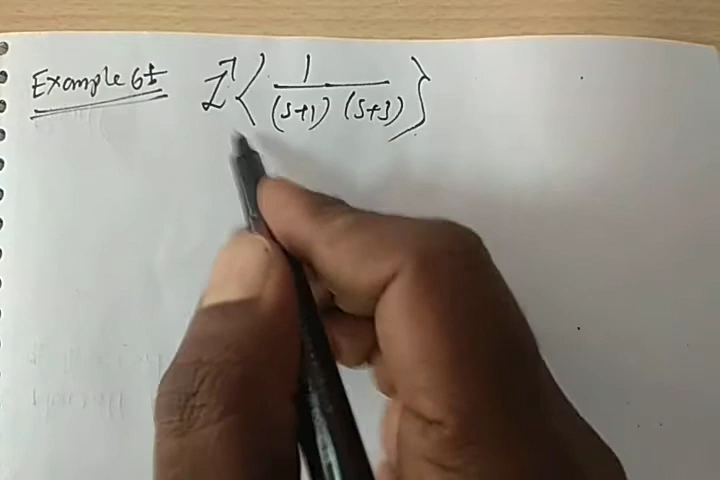 Example 6:- L⁻¹{ 1 / (s+1) (s+3) }